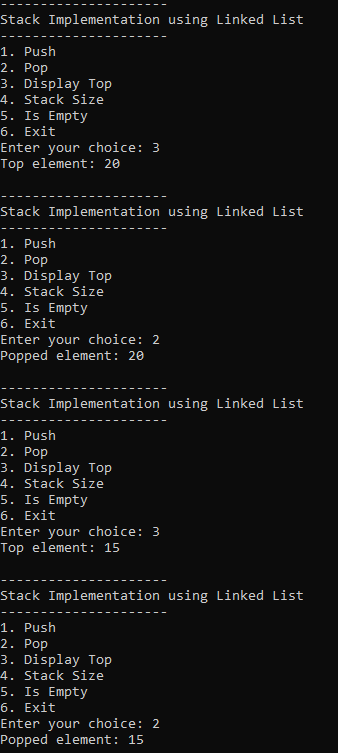 ---------------------
Stack Implementation using Linked List
---------------------
1. Push
2. Pop
3. Display Top
4. Stack Size
5. Is Empty
6. Exit
Enter your choice: 3
Top element: 20
---------------------
Stack Implementation using Linked List
---------------------
1. Push
2. Pop
3. Display Top
4. Stack Size
5. Is Empty
6. Exit
Enter your choice: 2
Popped element: 20
---------------------
Stack Implementation using Linked List
---------------------
1. Push
2. Pop
3. Display Top
4. Stack Size
5. Is Empty
6. Exit
Enter your choice: 3
Top element: 15
---------------------
Stack Implementation using Linked List
---------------------
1. Push
2. Pop
3. Display Top
4. Stack Size
5. Is Empty
6. Exit
Enter your choice: 2
Popped element: 15